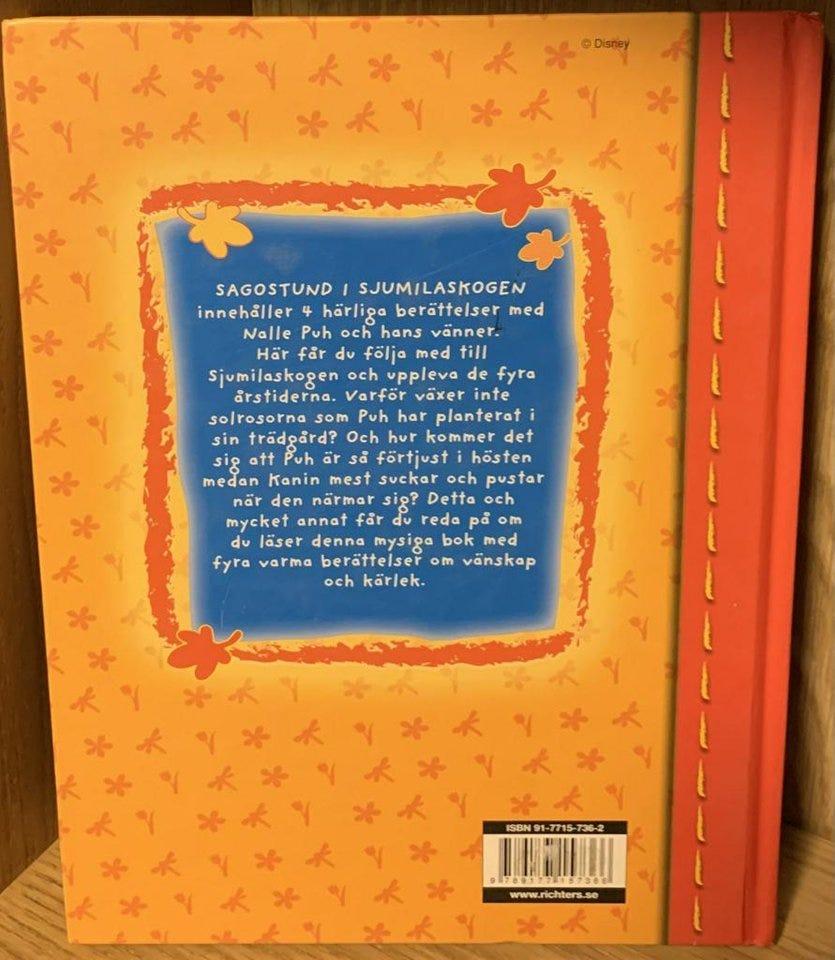 © Disney
SAGOSTUND I SJUMILASKOGEN
innehåller 4 härliga berättelser med
Nalle Puh och hans vänner.
Här får du följa med till
Sjumilaskogen och uppleva de fyra
årstiderna. Varför växer inte
solrosorna som Puh har planterat i
sin trädgård? Och hur kommer det
sig att Puh är så förtjust i hösten
medan Kanin mest suckar och pustar
när den närmar sig? Detta och
mycket annat får du reda på om
du läser denna mysiga bok med
fyra varma berättelser om vänskap
och kärlek.
ISBN 91-7715-736-2
9 789177 157366
www.richters.se